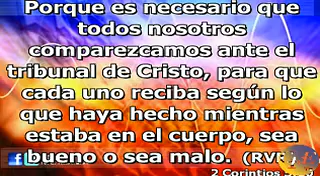 Porque es necesario que
todos nosotros
comparezcamos ante el
tribunal de Cristo, para que
cada uno reciba según lo
que haya hecho mientras
estaba en el cuerpo, sea
bueno o sea malo. (RV
2 Corintios